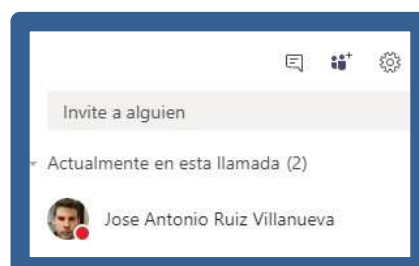 Invite a alguien
Actualmente en esta llamada (2)
Jose Antonio Ruiz Villanueva